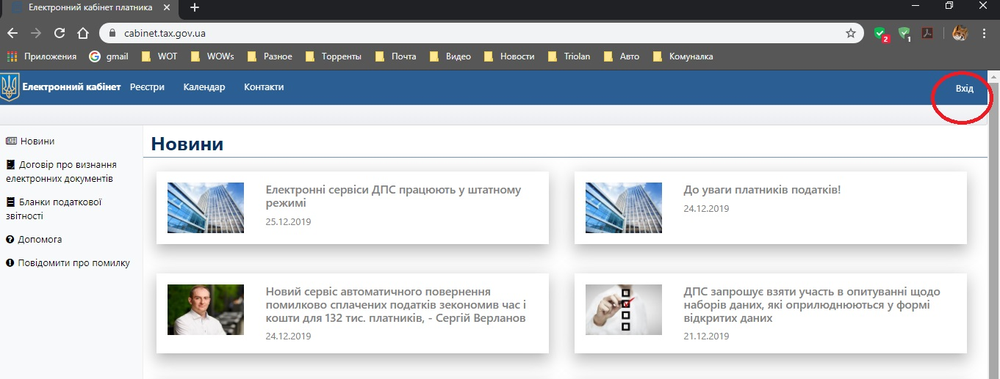 Електронний кабінет платника
cabinet.tax.gov.ua
2
1
Приложения gmail WOT WOWs Разное Торренты Почта Видео Новости Triolan Авто Комуналка
Електронний кабінет Реєстри Календар Контакти Вхід
Новини
Договір про визнання
електронних документів
Бланки податкової
звітності
Допомога
Повідомити про помилку
Новини
Електронні сервіси ДПС працюють у штатному
режимі
25.12.2019
До уваги платників податків!
24.12.2019
Новий сервіс автоматичного повернення
помилково сплачених податків зекономив час і
кошти для 132 тис. платників, - Сергій Верланов
24.12.2019
ДПС запрошує взяти участь в опитуванні щодо
наборів даних, які оприлюднюються у формі
відкритих даних
21.12.2019